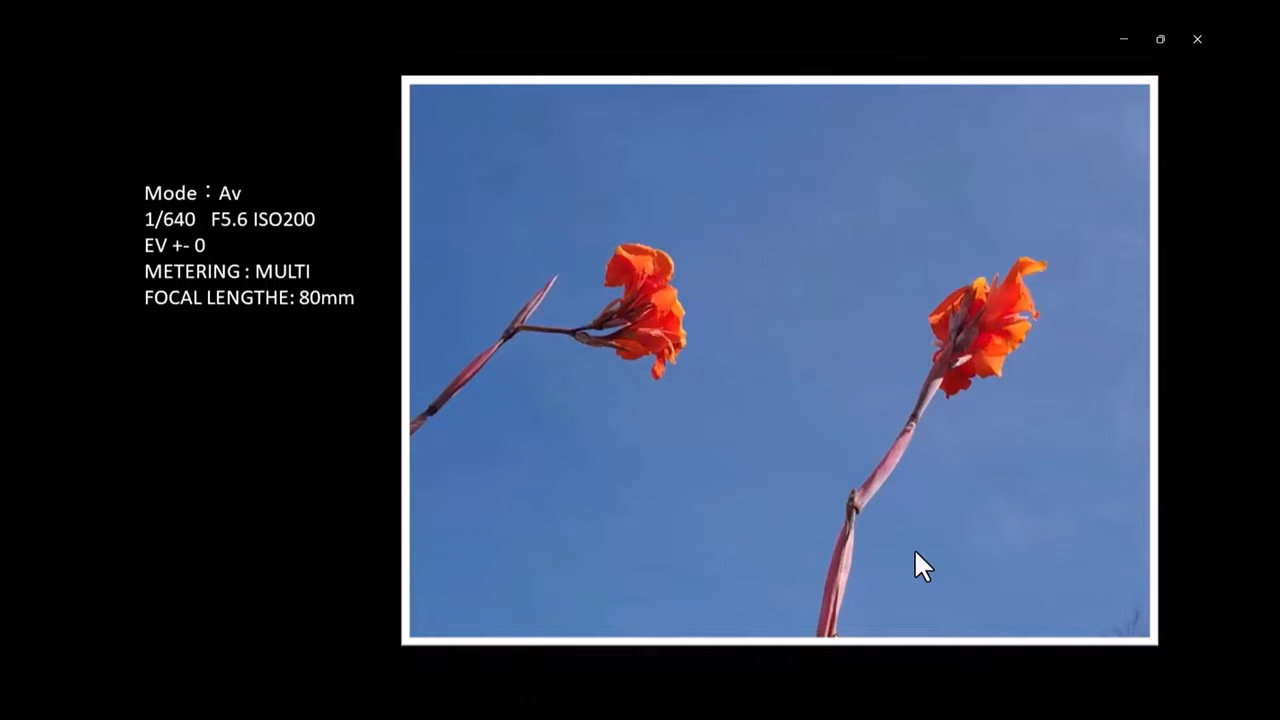 Mode：Av
1/640 F5.6 ISO200
EV +- 0
METERING : MULTI
FOCAL LENGTHE: 80mm